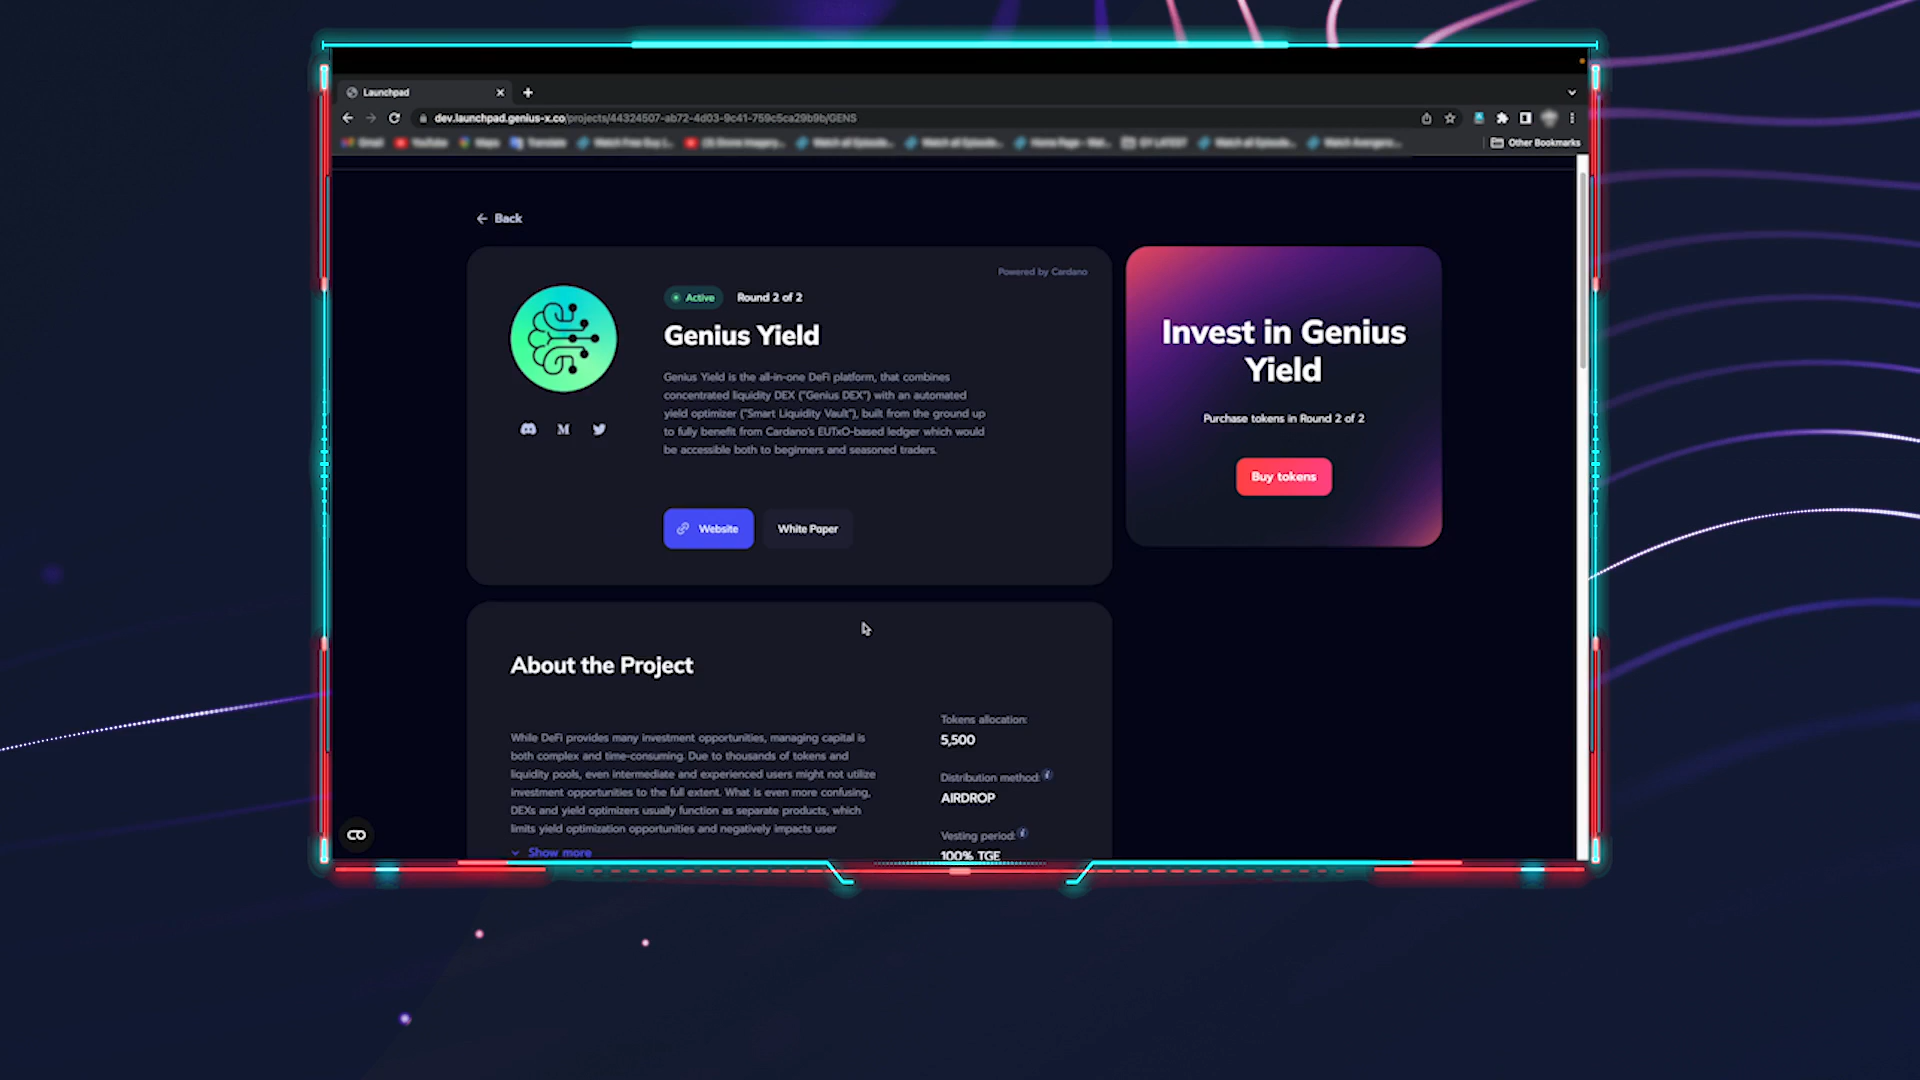 Launchpad
dev.launchpad.genius-x.co/projects/44324507-ab72-4d03-9c41-759c5ca29b9b/GENS
Gmail
YouTube
Maps
Translate
Other Bookmarks
Back
Powered by Cardano
Active
Round 2 of 2
Genius Yield
Genius Yield is the all-in-one DeFi platform, that combines
concentrated liquidity DEX ("Genius DEX") with an automated
yield optimizer ("Smart Liquidity Vault"), built from the ground up
to fully benefit from Cardano's EUTxO-based ledger which would
be accessible both to beginners and seasoned traders.
Website
White Paper
Invest in Genius
Yield
Purchase tokens in Round 2 of 2
Buy tokens
About the Project
While DeFi provides many investment opportunities, managing capital is
both complex and time-consuming. Due to thousands of tokens and
liquidity pools, even intermediate and experienced users might not utilize
investment opportunities to the full extent. What is even more confusing,
DEXs and yield optimizers usually function as separate products, which
limits yield optimization opportunities and negatively impacts user
Show more
Tokens allocation:
5,500
Distribution method:
AIRDROP
Vesting period:
100% TGE